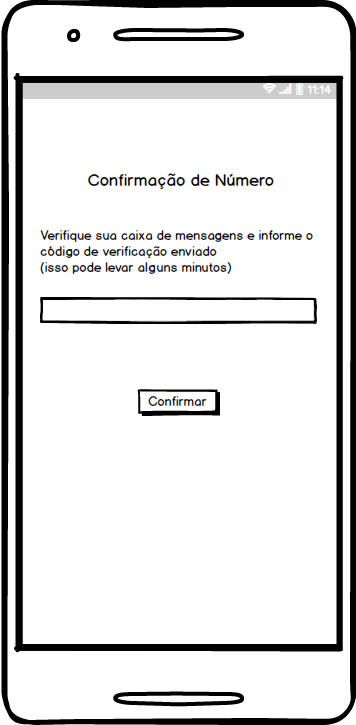 11:14
Confirmação de Número
Verifique sua caixa de mensagens e informe o
código de verificação enviado
(isso pode levar alguns minutos)
Confirmar